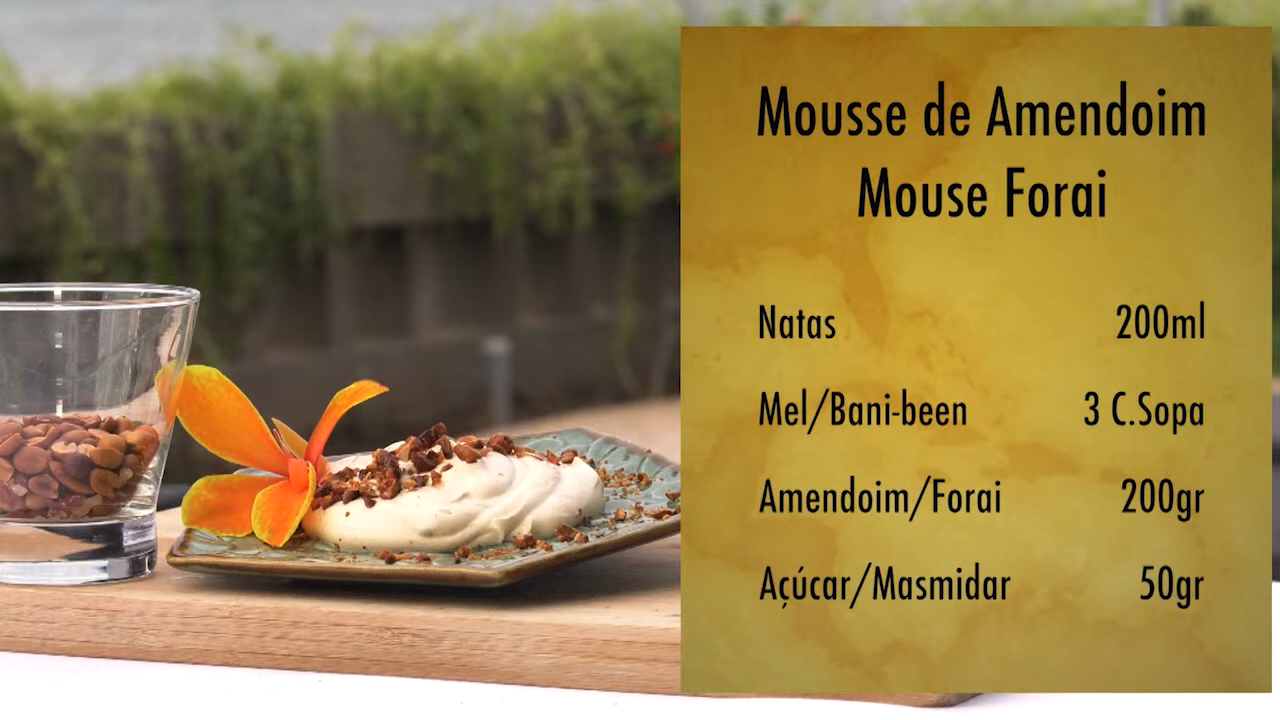 Mousse de Amendoim
Mouse Forai
Natas 200ml
Mel/Bani-been 3 C.Sopa
Amendoim/Forai 200gr
Açúcar/Masmidar 50gr